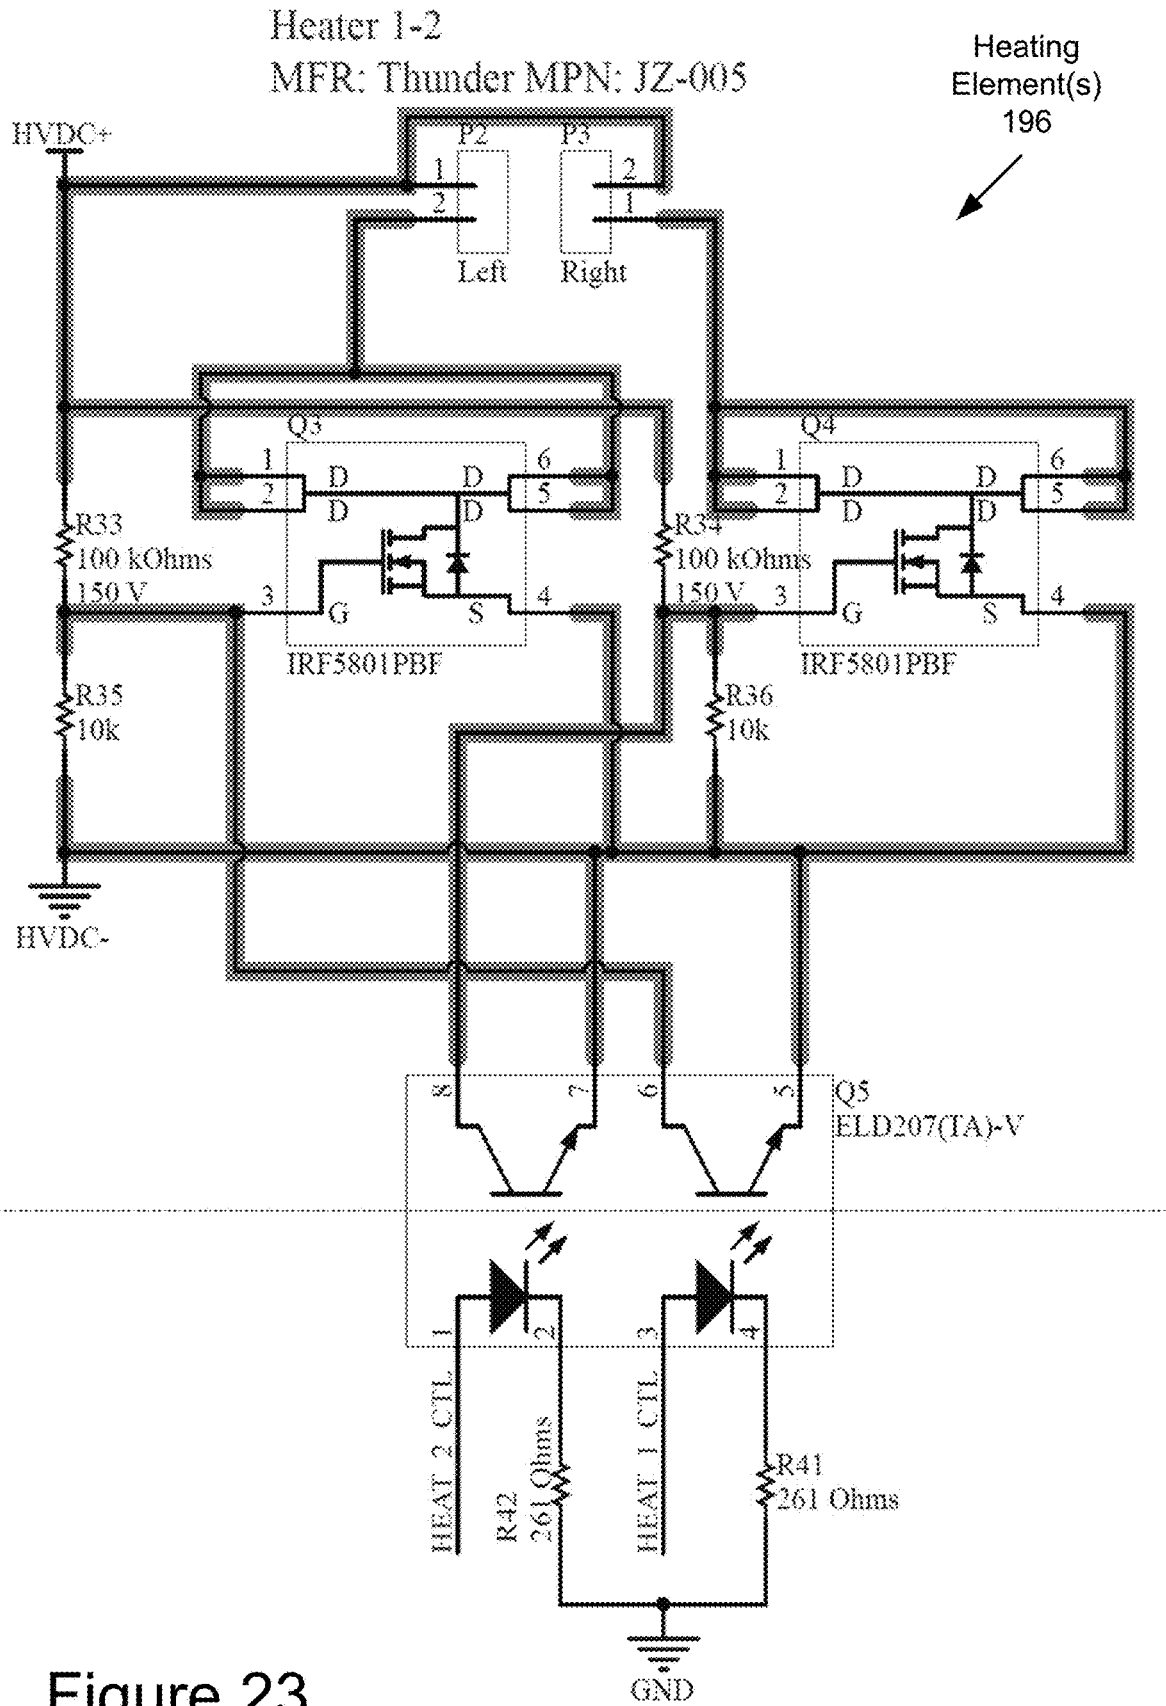 Heater 1-2
MFR: Thunder MPN: JZ-005
Heating
Element(s)
196
HVDC+
P2
P3
1
2
2
1
Left
Right
Q3
Q4
1
2
D
D
D
D
6
5
1
2
D
D
D
D
6
5
R33
100 kOhms
150 V
R34
100 kOhms
150 V
3
G
S
4
3
G
S
4
IRF5801PBF
IRF5801PBF
R35
10k
R36
10k
HVDC-
8
7
6
5
Q5
ELD207(TA)-V
1
2
3
4
HEAT 2 CTL
R42
261 Ohms
HEAT 1 CTL
R41
261 Ohms
GND
Figure 23